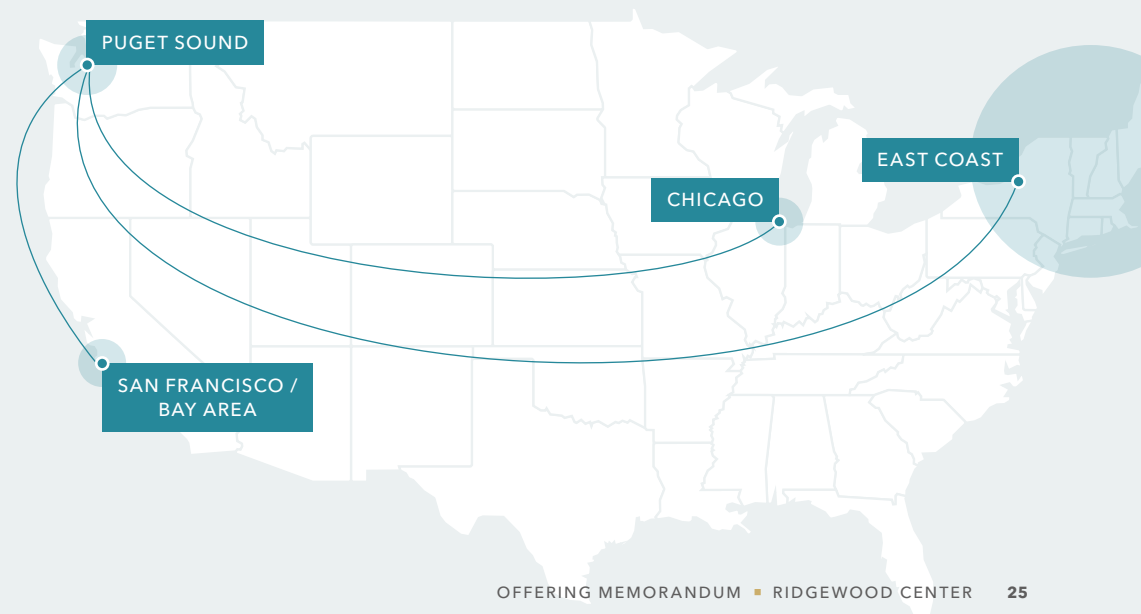 PUGET SOUND
EAST COAST
CHICAGO
SAN FRANCISCO /
BAY AREA
OFFERING MEMORANDUM ▪ RIDGEWOOD CENTER 25